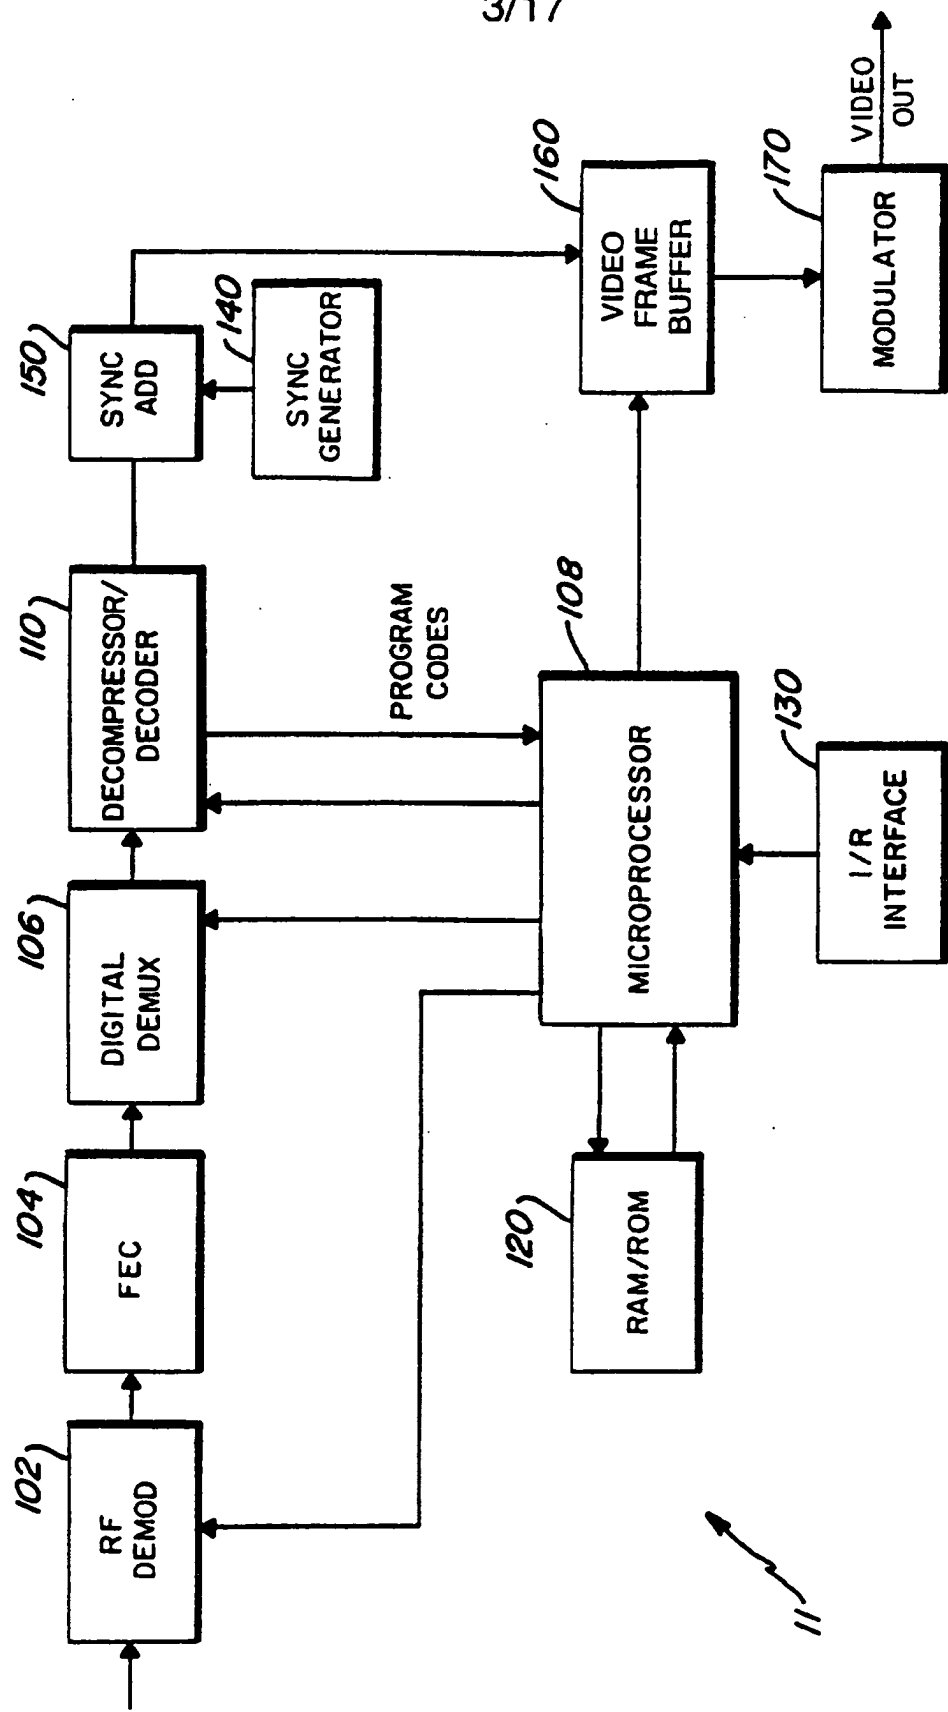 3/17
102
RF
DEMOD
104
FEC
106
DIGITAL
DEMUX
110
DECOMPRESSOR/
DECODER
150
SYNC
ADD
140
SYNC
GENERATOR
PROGRAM
CODES
120
RAM/ROM
108
MICROPROCESSOR
130
I/R
INTERFACE
160
VIDEO
FRAME
BUFFER
170
MODULATOR
VIDEO
OUT
11